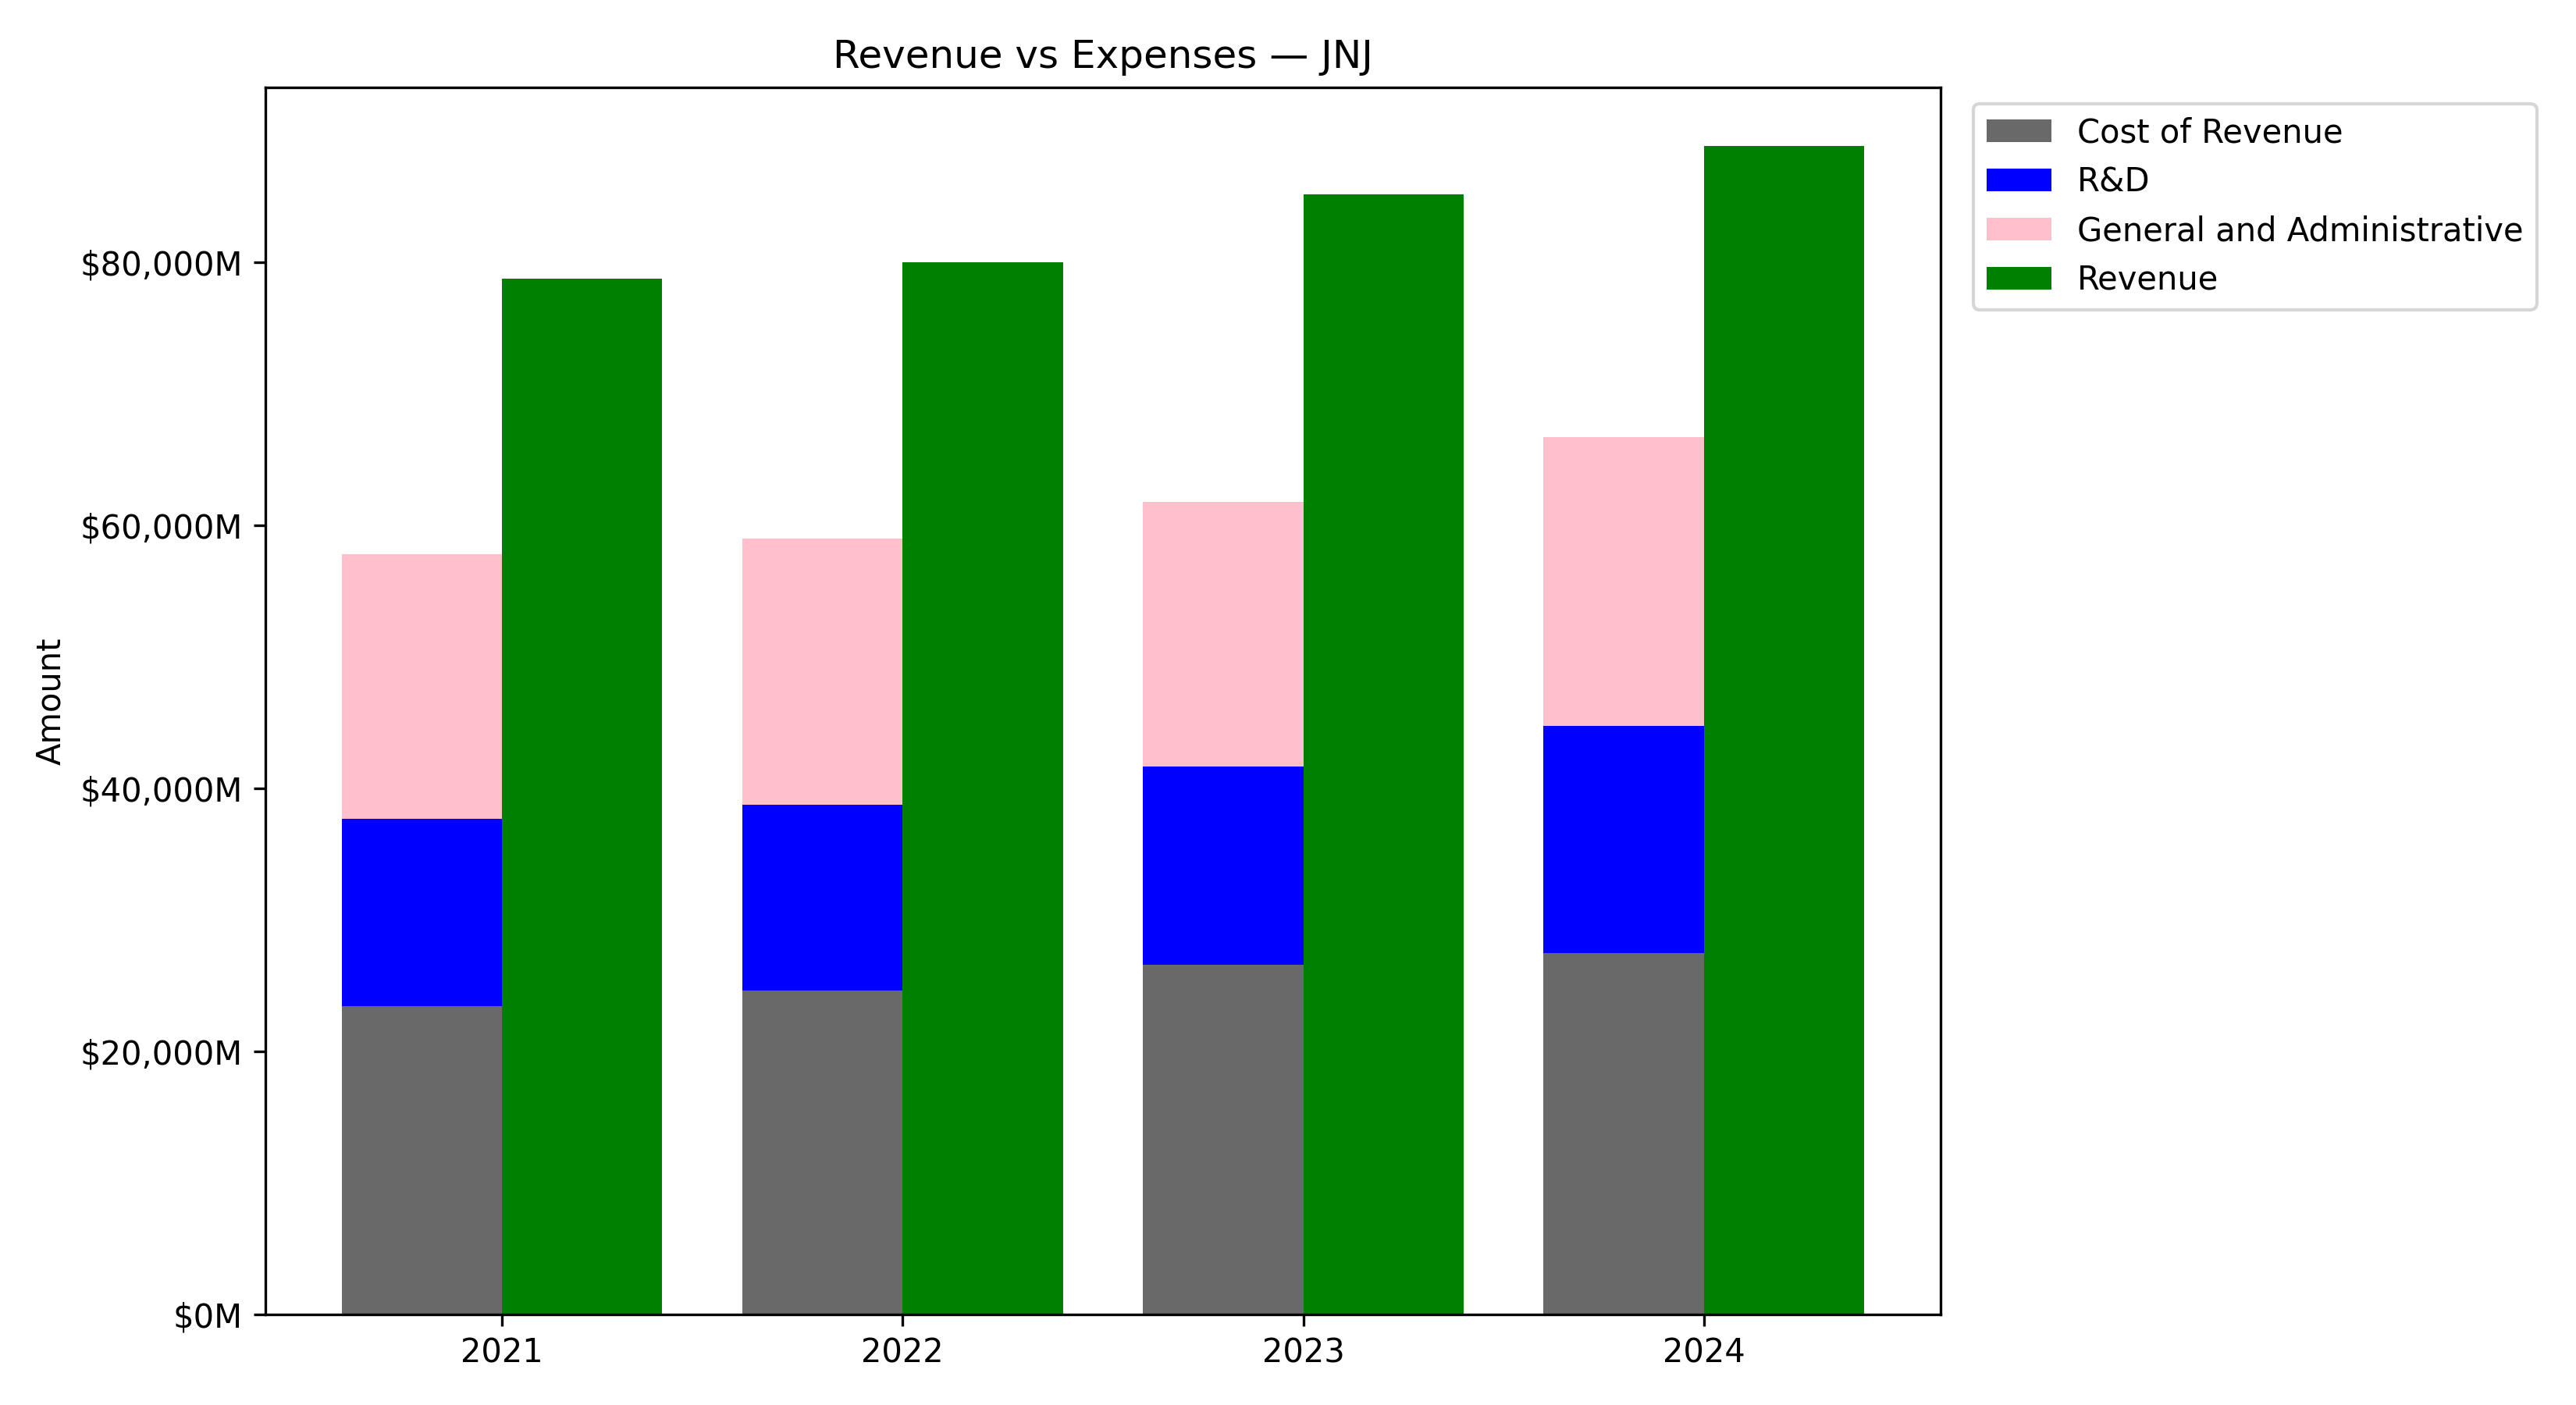 Revenue vs Expenses — JNJ
Cost of Revenue
R&D
General and Administrative
Revenue
Amount
$80,000M
$60,000M
$40,000M
$20,000M
$0M
2021
2022
2023
2024